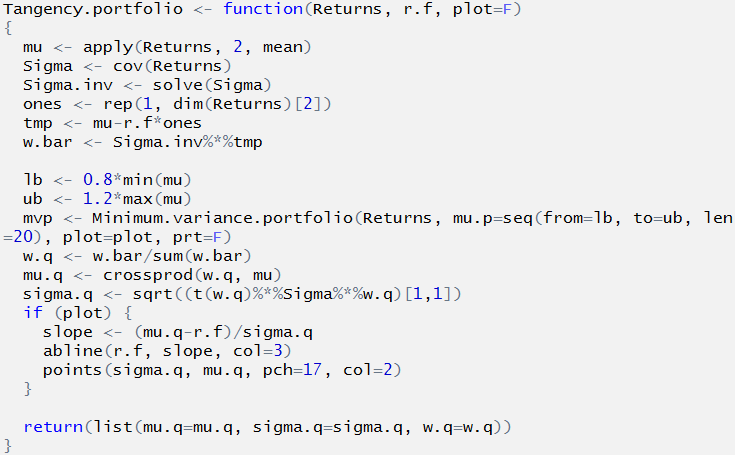 Tangency.portfolio <- function(Returns, r.f, plot=F)
{
  mu <- apply(Returns, 2, mean)
  Sigma <- cov(Returns)
  Sigma.inv <- solve(Sigma)
  ones <- rep(1, dim(Returns)[2])
  tmp <- mu-r.f*ones
  w.bar <- Sigma.inv%*%tmp

  lb <- 0.8*min(mu)
  ub <- 1.2*max(mu)
  mvp <- Minimum.variance.portfolio(Returns, mu.p=seq(from=lb, to=ub, len
=20), plot=plot, prt=F)
  w.q <- w.bar/sum(w.bar)
  mu.q <- crossprod(w.q, mu)
  sigma.q <- sqrt((t(w.q)%*%Sigma%*%w.q)[1,1])
  if (plot) {
    slope <- (mu.q-r.f)/sigma.q
    abline(r.f, slope, col=3)
    points(sigma.q, mu.q, pch=17, col=2)
  }

  return(list(mu.q=mu.q, sigma.q=sigma.q, w.q=w.q))
}